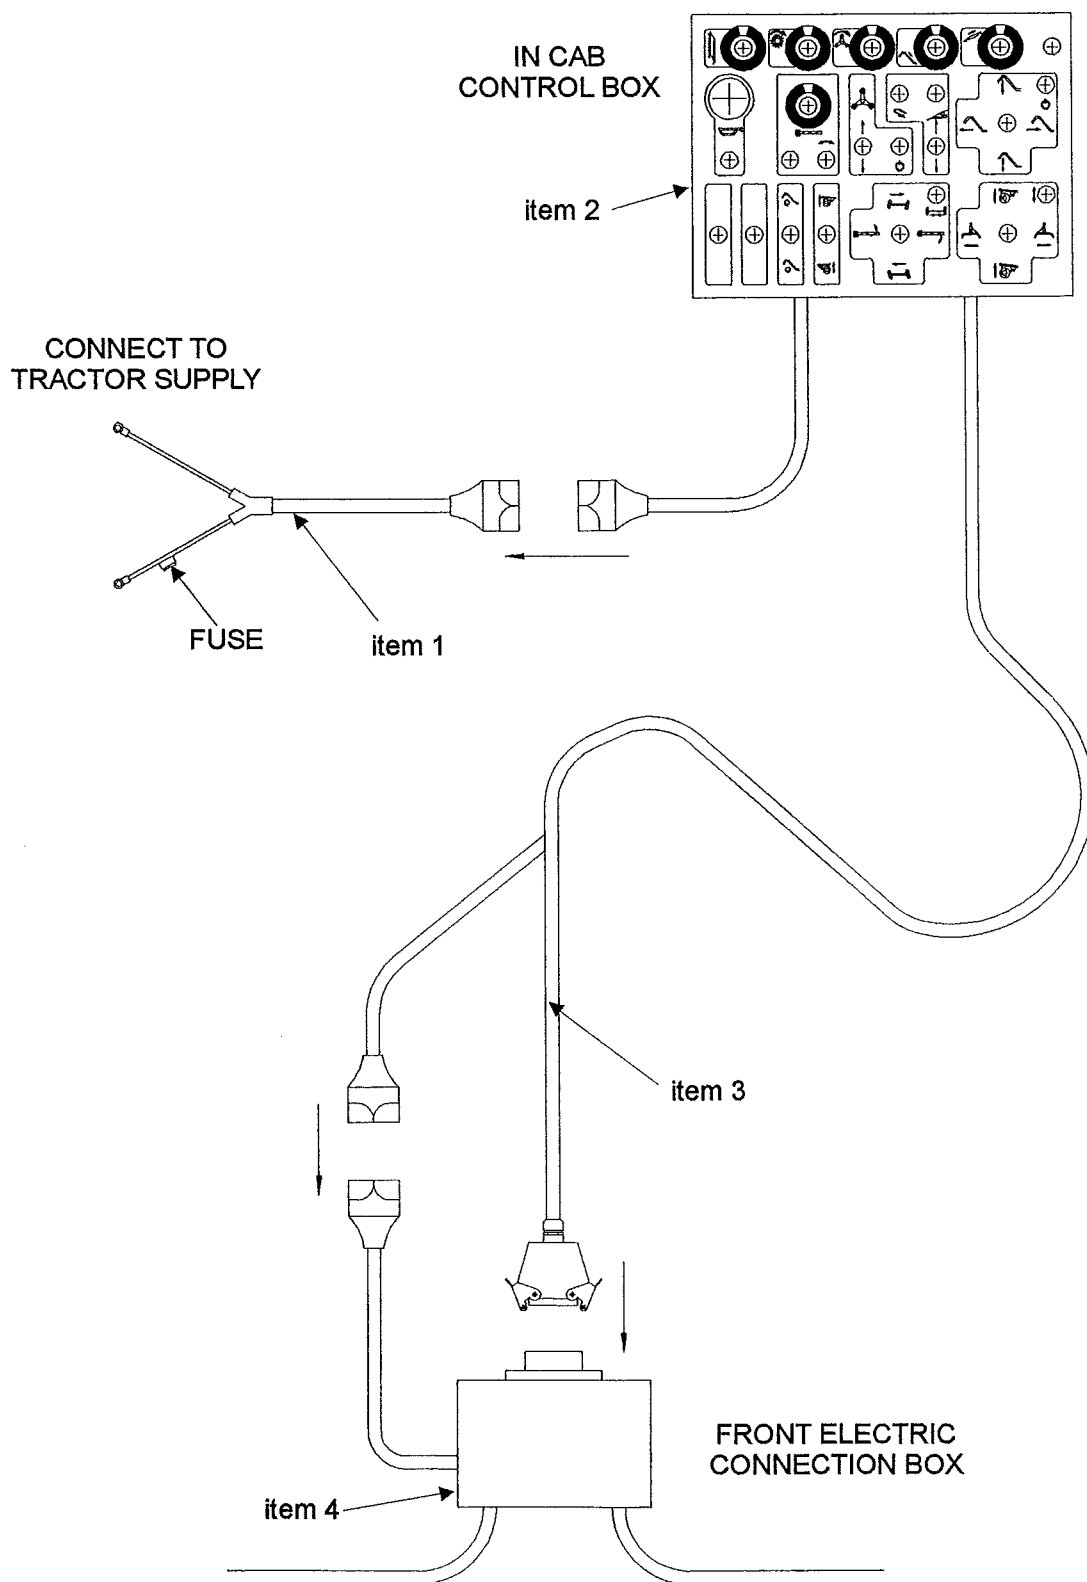 IN CAB
CONTROL BOX
item 2
CONNECT TO
TRACTOR SUPPLY
FUSE
item 1
item 3
FRONT ELECTRIC
CONNECTION BOX
item 4